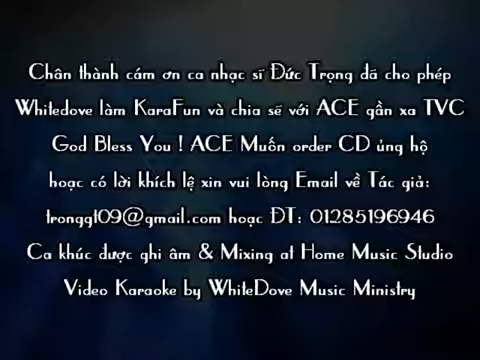 Chân thành cám ơn ca nhạc sĩ Đức Trọng đã cho phép
Whitedove làm KaraFun và chia sẽ với ACE gần xa TVC
God Bless You ! ACE Muốn order CD ủng hộ
hoạc có lời khích lệ xin vui lòng Email về Tác giả:
tronggt09@gmail.com hoạc ĐT: 01285196946
Ca khúc được ghi âm & Mixing at Home Music Studio
Video Karaoke by WhiteDove Music Ministry